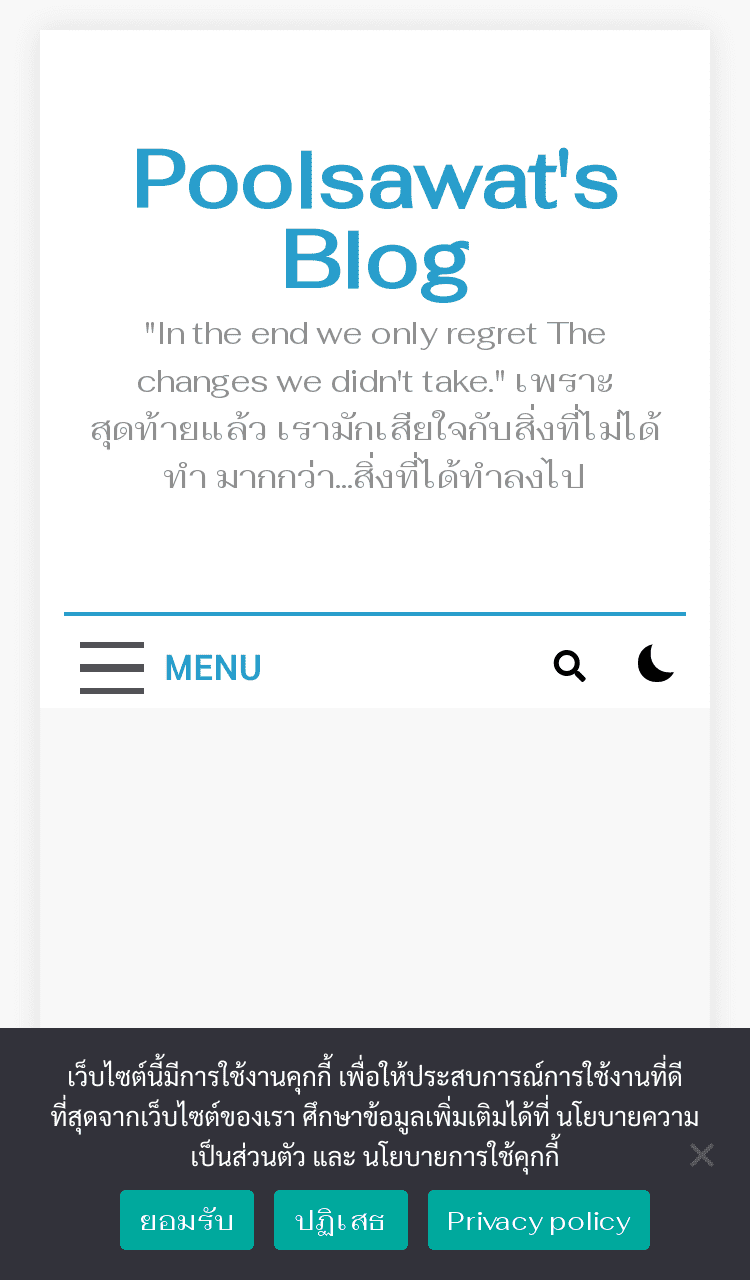 Poolsawat's
Blog
"In the end we only regret The
changes we didn't take." เพราะ
สุดท้ายแล้ว เรามักเสียใจกับสิ่งที่ไม่ได้
ทำ มากกว่า...สิ่งที่ได้ทำลงไป
MENU
เว็บไซต์นี้มีการใช้งานคุกกี้ เพื่อให้ประสบการณ์การใช้งานที่ดี
ที่สุดจากเว็บไซต์ของเรา ศึกษาข้อมูลเพิ่มเติมได้ที่ นโยบายความ
เป็นส่วนตัว และ นโยบายการใช้คุกกี้
ยอมรับ ปฏิเสธ Privacy policy